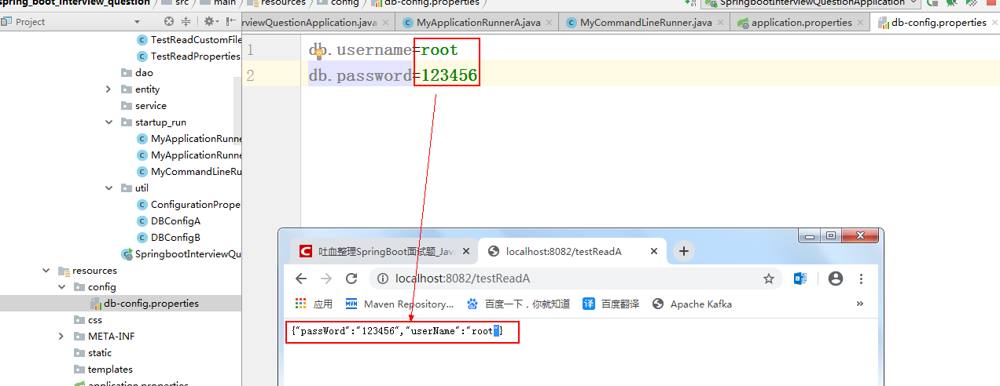 spring_boot_interview_question src main resources config db-config.properties SpringbootInterviewQuestionApplication
Project
rviewQuestionApplication.java MyApplicationRunnerA.java MyCommandLineRunner.java application.properties db-config.properties
TestReadCustomFile
TestReadProperties
dao
entity
service
startup_run
MyApplicationRunne
MyApplicationRunne
MyCommandLineRu
util
ConfigurationPrope
DBConfigA
DBConfigB
SpringbootInterviewQu
resources
config
db-config.properties
css
META-INF
static
templates
application.properties
1 db.username=root
2 db.password=123456
吐血整理SpringBoot面试题_Java
localhost:8082/testReadA
localhost:8082/testReadA
应用 Maven Repository... 百度一下，你就知道 译 百度翻译 Apache Kafka »
{"passWord":"123456","userName":"root"}